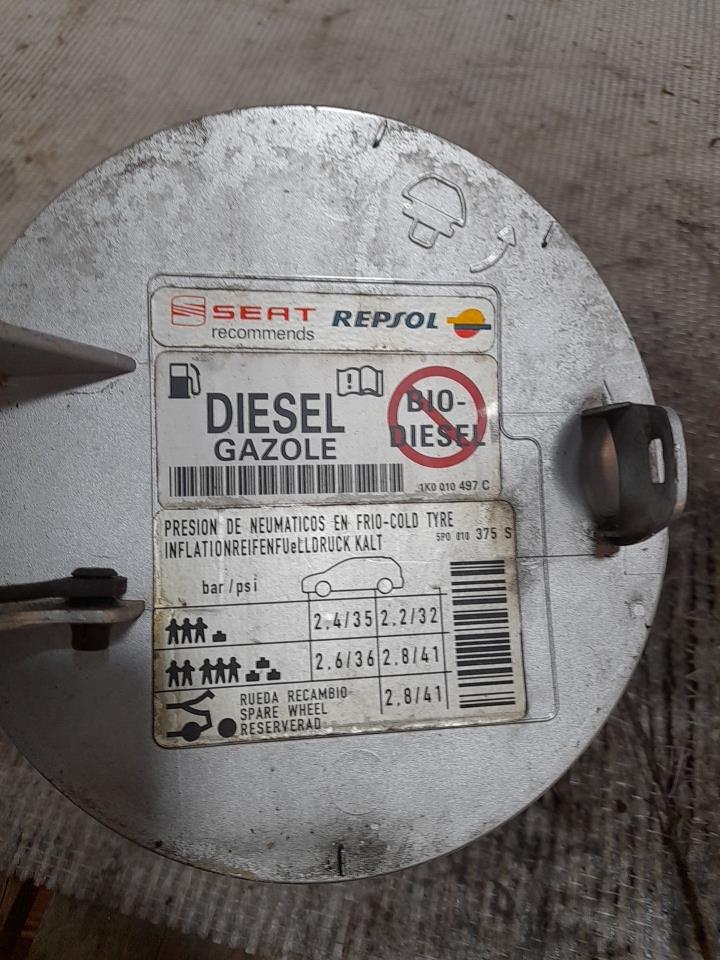 SEAT REPSOL
recommends
DIESEL
GAZOLE
BIO-
DIESEL
1K0 010 497 C
PRESION DE NEUMATICOS EN FRIO-COLD TYRE
INFLATIONREIFENFUeLLDRUCK KALT
5P0 010 375 S
bar/psi
2.4/35 2.2/32
2.6/36 2.8/41
RUEDA RECAMBIO 2.8/41
SPARE WHEEL
RESERVERAD